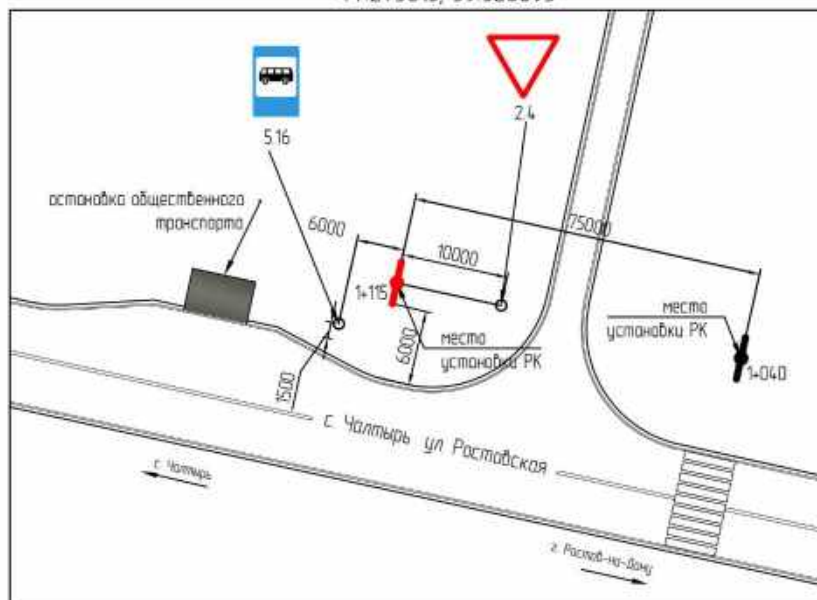 5.16
2.4
остановка общественного
транспорта
6000
10000
75000
1+115
место
установки РК
6000
1500
место
установки РК
1+040
с. Чалтырь ул Ростовская
с. Чалтырь
г. Ростов-на-Дону